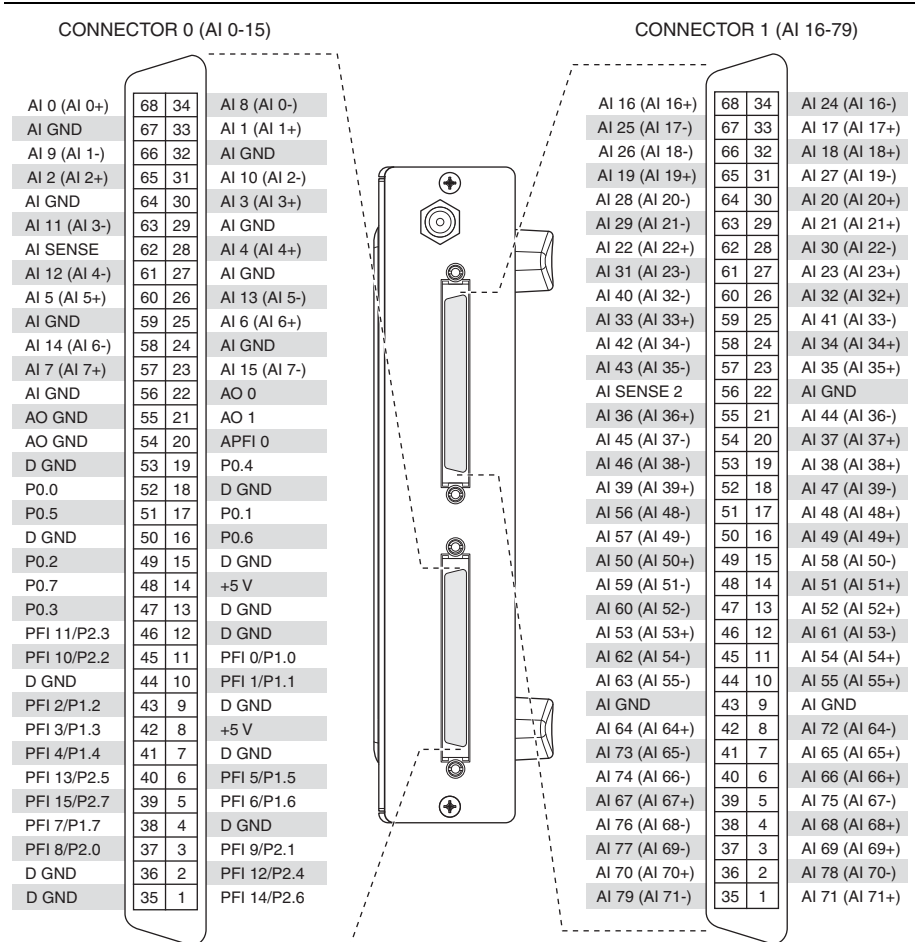 CONNECTOR 0 (AI 0-15)
AI 0 (AI 0+) 68 34 AI 8 (AI 0-)
AI GND 67 33 AI 1 (AI 1+)
AI 9 (AI 1-) 66 32 AI GND
AI 2 (AI 2+) 65 31 AI 10 (AI 2-)
AI GND 64 30 AI 3 (AI 3+)
AI 11 (AI 3-) 63 29 AI GND
AI SENSE 62 28 AI 4 (AI 4+)
AI 12 (AI 4-) 61 27 AI GND
AI 5 (AI 5+) 60 26 AI 13 (AI 5-)
AI GND 59 25 AI 6 (AI 6+)
AI 14 (AI 6-) 58 24 AI GND
AI 7 (AI 7+) 57 23 AI 15 (AI 7-)
AI GND 56 22 AO 0
AO GND 55 21 AO 1
AO GND 54 20 APFI 0
D GND 53 19 P0.4
P0.0 52 18 D GND
P0.5 51 17 P0.1
D GND 50 16 P0.6
P0.2 49 15 D GND
P0.7 48 14 +5 V
P0.3 47 13 D GND
PFI 11/P2.3 46 12 D GND
PFI 10/P2.2 45 11 PFI 0/P1.0
D GND 44 10 PFI 1/P1.1
PFI 2/P1.2 43 9 D GND
PFI 3/P1.3 42 8 +5 V
PFI 4/P1.4 41 7 D GND
PFI 13/P2.5 40 6 PFI 5/P1.5
PFI 15/P2.7 39 5 PFI 6/P1.6
PFI 7/P1.7 38 4 D GND
PFI 8/P2.0 37 3 PFI 9/P2.1
D GND 36 2 PFI 12/P2.4
D GND 35 1 PFI 14/P2.6
CONNECTOR 1 (AI 16-79)
AI 16 (AI 16+) 68 34 AI 24 (AI 16-)
AI 25 (AI 17-) 67 33 AI 17 (AI 17+)
AI 26 (AI 18-) 66 32 AI 18 (AI 18+)
AI 19 (AI 19+) 65 31 AI 27 (AI 19-)
AI 28 (AI 20-) 64 30 AI 20 (AI 20+)
AI 29 (AI 21-) 63 29 AI 21 (AI 21+)
AI 22 (AI 22+) 62 28 AI 30 (AI 22-)
AI 31 (AI 23-) 61 27 AI 23 (AI 23+)
AI 40 (AI 32-) 60 26 AI 32 (AI 32+)
AI 33 (AI 33+) 59 25 AI 41 (AI 33-)
AI 42 (AI 34-) 58 24 AI 34 (AI 34+)
AI 43 (AI 35-) 57 23 AI 35 (AI 35+)
AI SENSE 2 56 22 AI GND
AI 36 (AI 36+) 55 21 AI 44 (AI 36-)
AI 45 (AI 37-) 54 20 AI 37 (AI 37+)
AI 46 (AI 38-) 53 19 AI 38 (AI 38+)
AI 39 (AI 39+) 52 18 AI 47 (AI 39-)
AI 56 (AI 48-) 51 17 AI 48 (AI 48+)
AI 57 (AI 49-) 50 16 AI 49 (AI 49+)
AI 50 (AI 50+) 49 15 AI 58 (AI 50-)
AI 59 (AI 51-) 48 14 AI 51 (AI 51+)
AI 60 (AI 52-) 47 13 AI 52 (AI 52+)
AI 53 (AI 53+) 46 12 AI 61 (AI 53-)
AI 62 (AI 54-) 45 11 AI 54 (AI 54+)
AI 63 (AI 55-) 44 10 AI 55 (AI 55+)
AI GND 43 9 AI GND
AI 64 (AI 64+) 42 8 AI 72 (AI 64-)
AI 73 (AI 65-) 41 7 AI 65 (AI 65+)
AI 74 (AI 66-) 40 6 AI 66 (AI 66+)
AI 67 (AI 67+) 39 5 AI 75 (AI 67-)
AI 76 (AI 68-) 38 4 AI 68 (AI 68+)
AI 77 (AI 69-) 37 3 AI 69 (AI 69+)
AI 70 (AI 70+) 36 2 AI 78 (AI 70-)
AI 79 (AI 71-) 35 1 AI 71 (AI 71+)